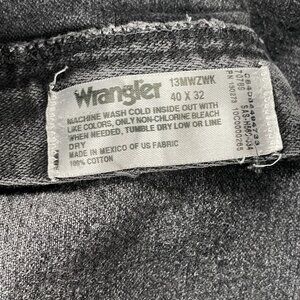 Wrangler 13MWZWK
40 X 32
MACHINE WASH COLD INSIDE OUT WITH
LIKE COLORS, ONLY NON-CHLORINE BLEACH
WHEN NEEDED, TUMBLE DRY LOW OR LINE
DRY
MADE IN MEXICO OF US FABRIC
100% COTTON